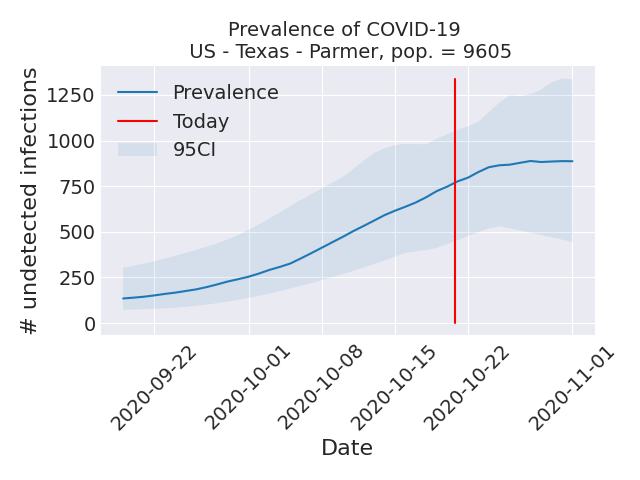 Prevalence of COVID-19
US - Texas - Parmer, pop. = 9605
# undetected infections
1250
1000
750
500
250
0
Prevalence
Today
95CI
2020-09-22
2020-10-01
2020-10-08
2020-10-15
2020-10-22
2020-11-01
Date